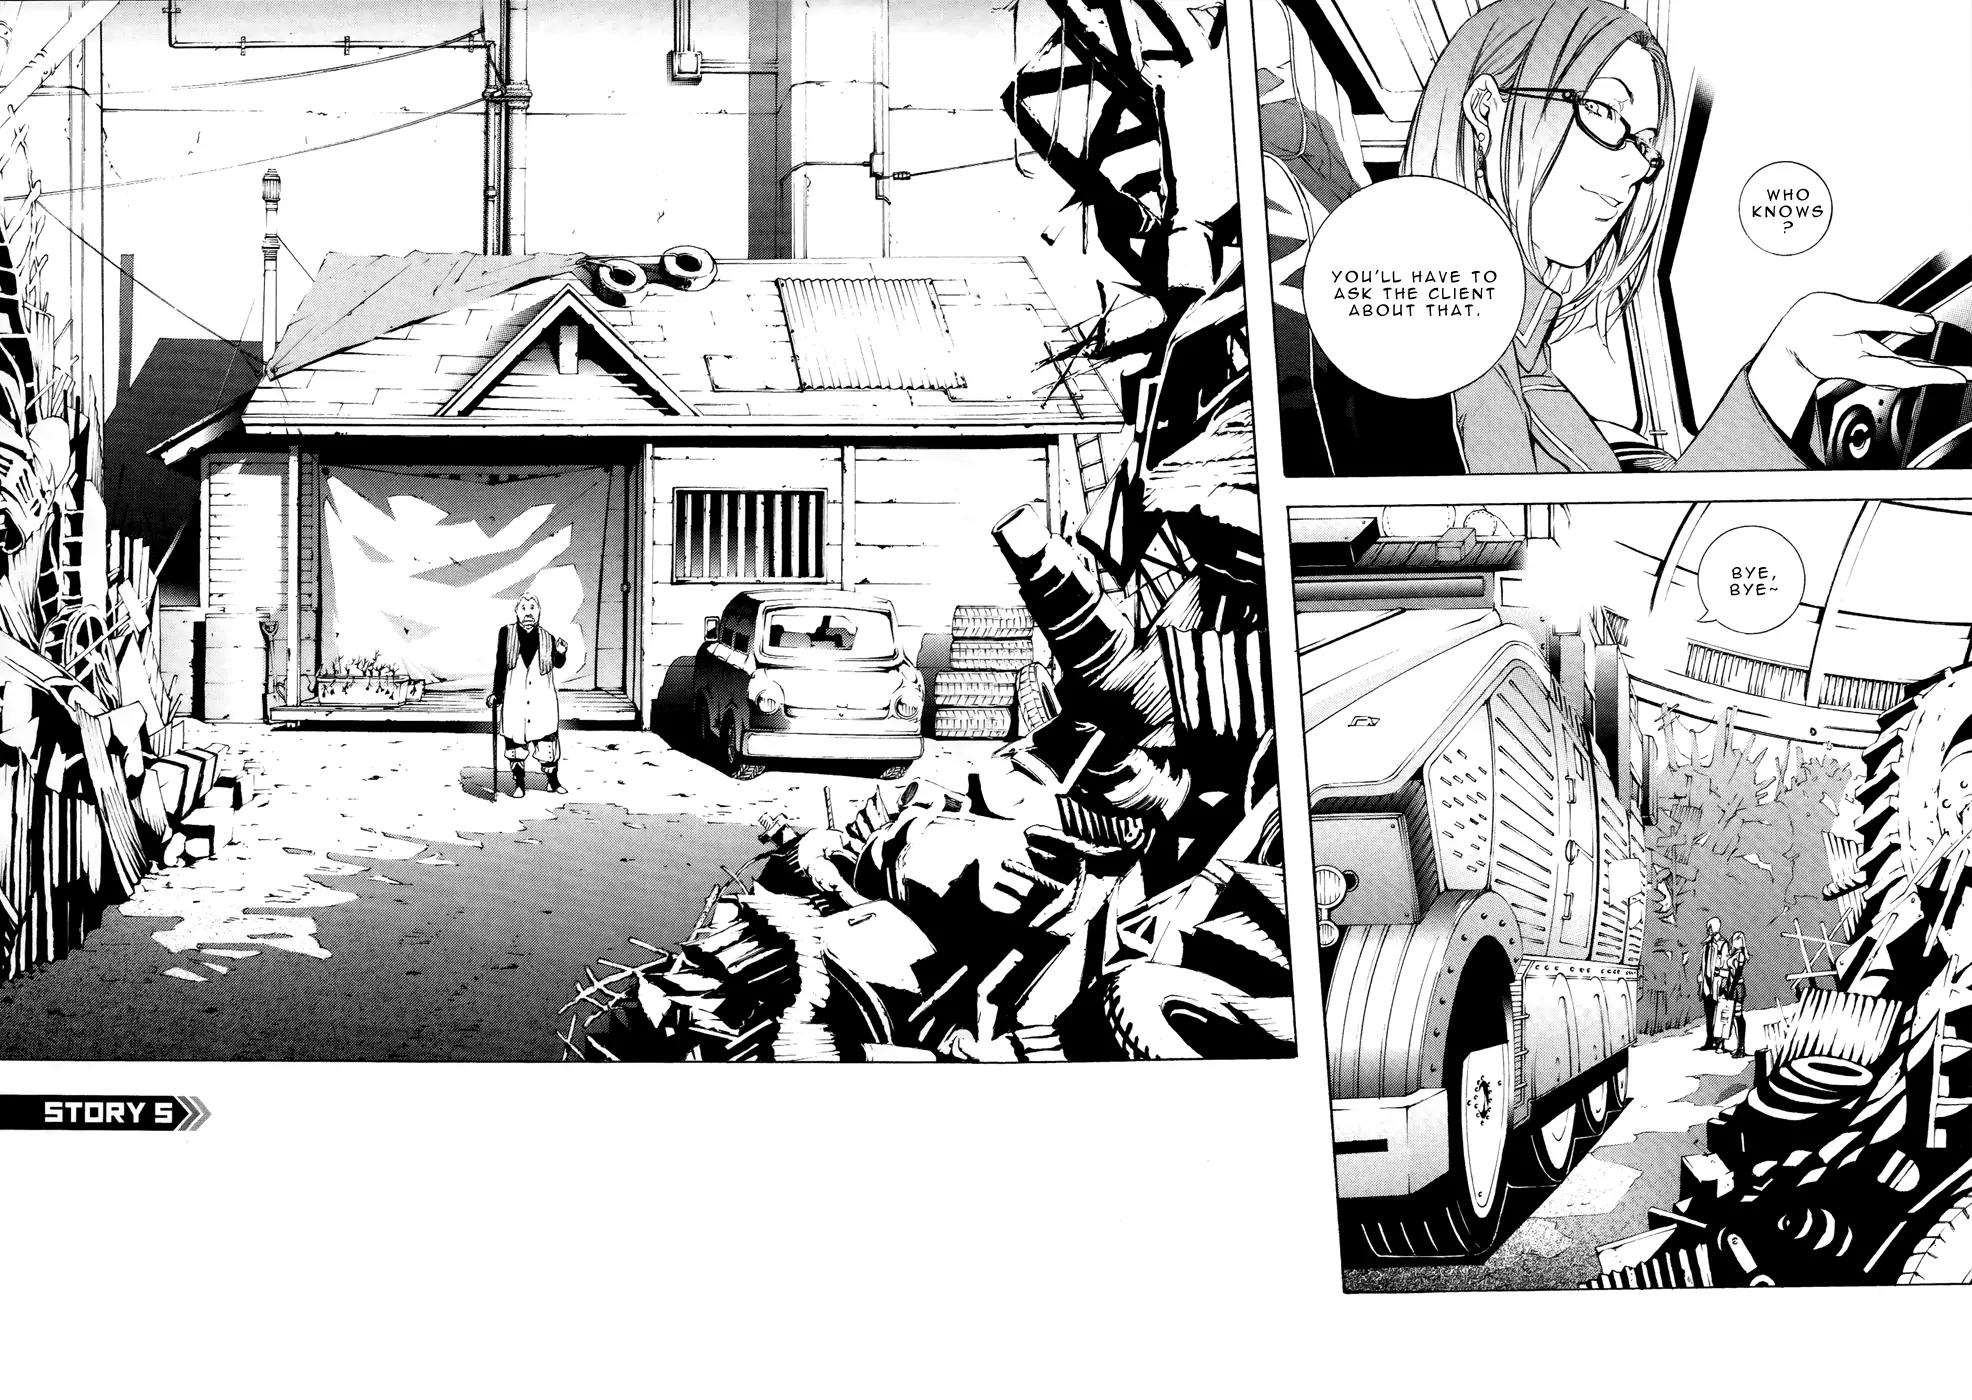 WHO
KNOWS
?
YOU'LL HAVE TO
ASK THE CLIENT
ABOUT THAT.
BYE,
BYE~
STORY 5